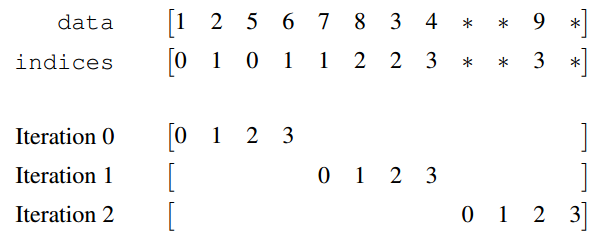 data [1 2 5 6 7 8 3 4 * * 9 *]
indices [0 1 0 1 1 2 2 3 * * 3 *]
Iteration 0 [0 1 2 3 ]
Iteration 1 [ 0 1 2 3 ]
Iteration 2 [ 0 1 2 3]